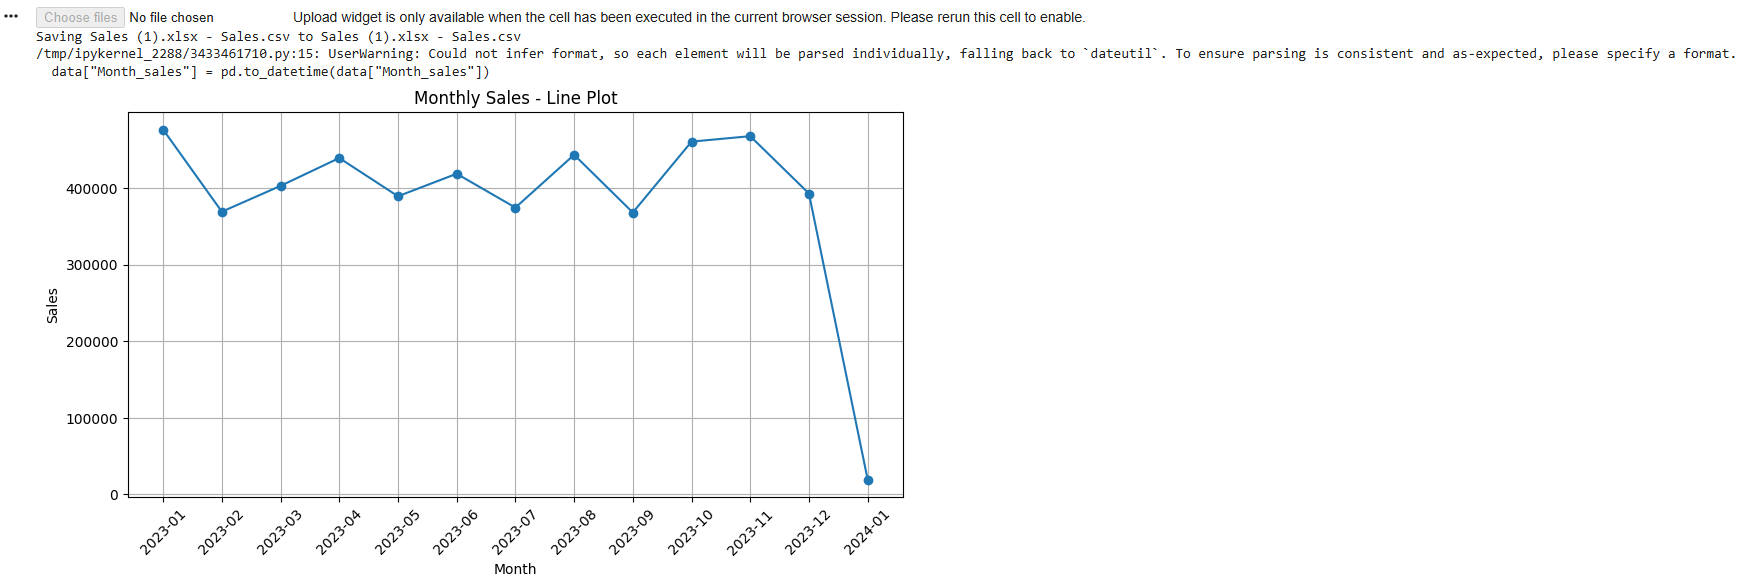 Choose files No file chosen Upload widget is only available when the cell has been executed in the current browser session. Please rerun this cell to enable.
Saving Sales (1).xlsx - Sales.csv to Sales (1).xlsx - Sales.csv
/tmp/ipykernel_2288/3433461710.py:15: UserWarning: Could not infer format, so each element will be parsed individually, falling back to `dateutil`. To ensure parsing is consistent and as-expected, please specify a format.
data["Month_sales"] = pd.to_datetime(data["Month_sales"])
Monthly Sales - Line Plot
400000
300000
200000
100000
0
Sales
2023-01 2023-02 2023-03 2023-04 2023-05 2023-06 2023-07 2023-08 2023-09 2023-10 2023-11 2023-12 2024-01
Month